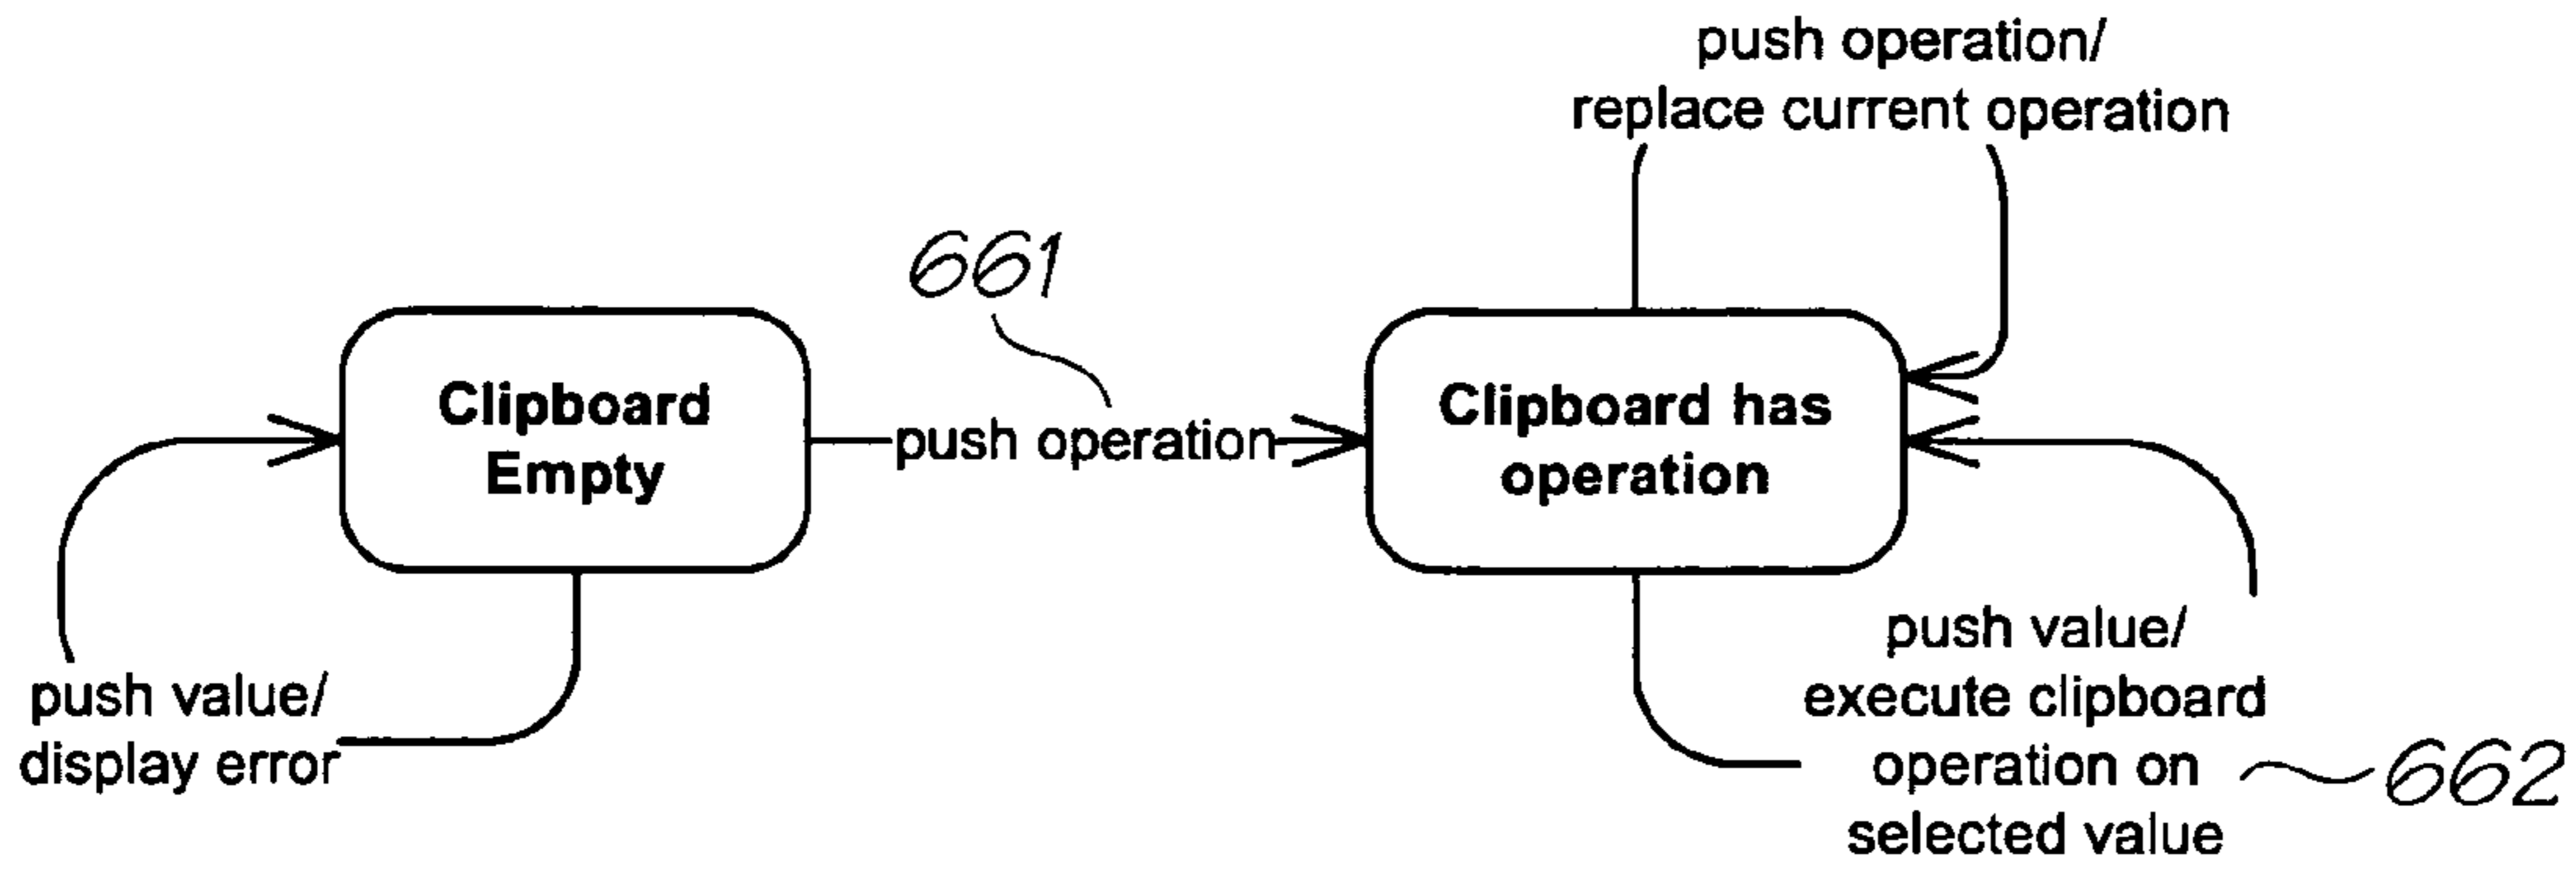 push operation/
replace current operation
661
Clipboard
Empty
push operation
Clipboard has
operation
push value/
display error
push value/
execute clipboard
operation on
selected value
662